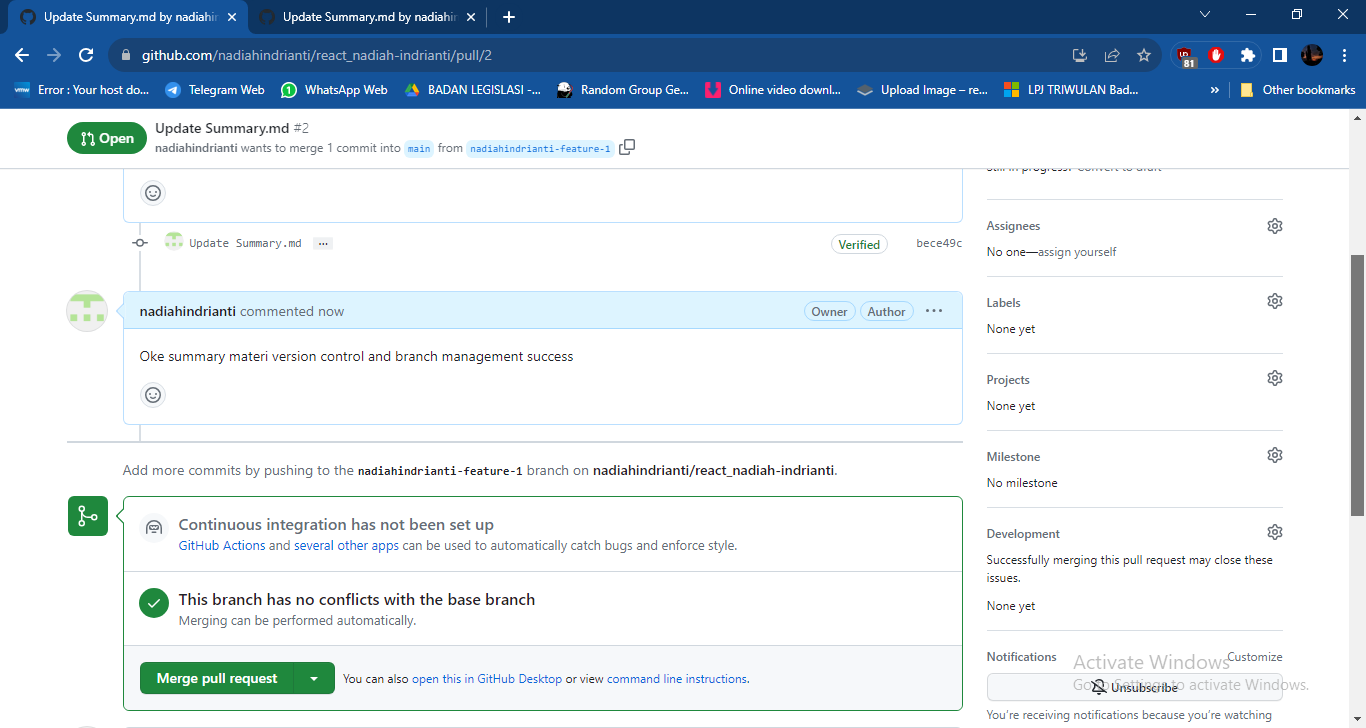 Update Summary.md by nadiahin
Update Summary.md by nadiahin
github.com/nadiahindrianti/react_nadiah-indrianti/pull/2
81
vmw Error : Your host do...
Telegram Web
WhatsApp Web
BADAN LEGISLASI -...
Random Group Ge...
Online video downl...
Upload Image – re...
LPJ TRIWULAN Bad...
»
Other bookmarks
Open
Update Summary.md #2
nadiahindrianti wants to merge 1 commit into main from nadiahindrianti-feature-1
Still in progress? Convert to draft
Update Summary.md ...
Verified
bece49c
nadiahindrianti commented now
Owner
Author
...
Oke summary materi version control and branch management success
Add more commits by pushing to the nadiahindrianti-feature-1 branch on nadiahindrianti/react_nadiah-indrianti.
Continuous integration has not been set up
GitHub Actions and several other apps can be used to automatically catch bugs and enforce style.
This branch has no conflicts with the base branch
Merging can be performed automatically.
Merge pull request
You can also open this in GitHub Desktop or view command line instructions.
Assignees
No one—assign yourself
Labels
None yet
Projects
None yet
Milestone
No milestone
Development
Successfully merging this pull request may close these
issues.
None yet
Notifications
Customize
Unsubscribe
You're receiving notifications because you're watching
Activate Windows
Go to Settings to activate Windows.